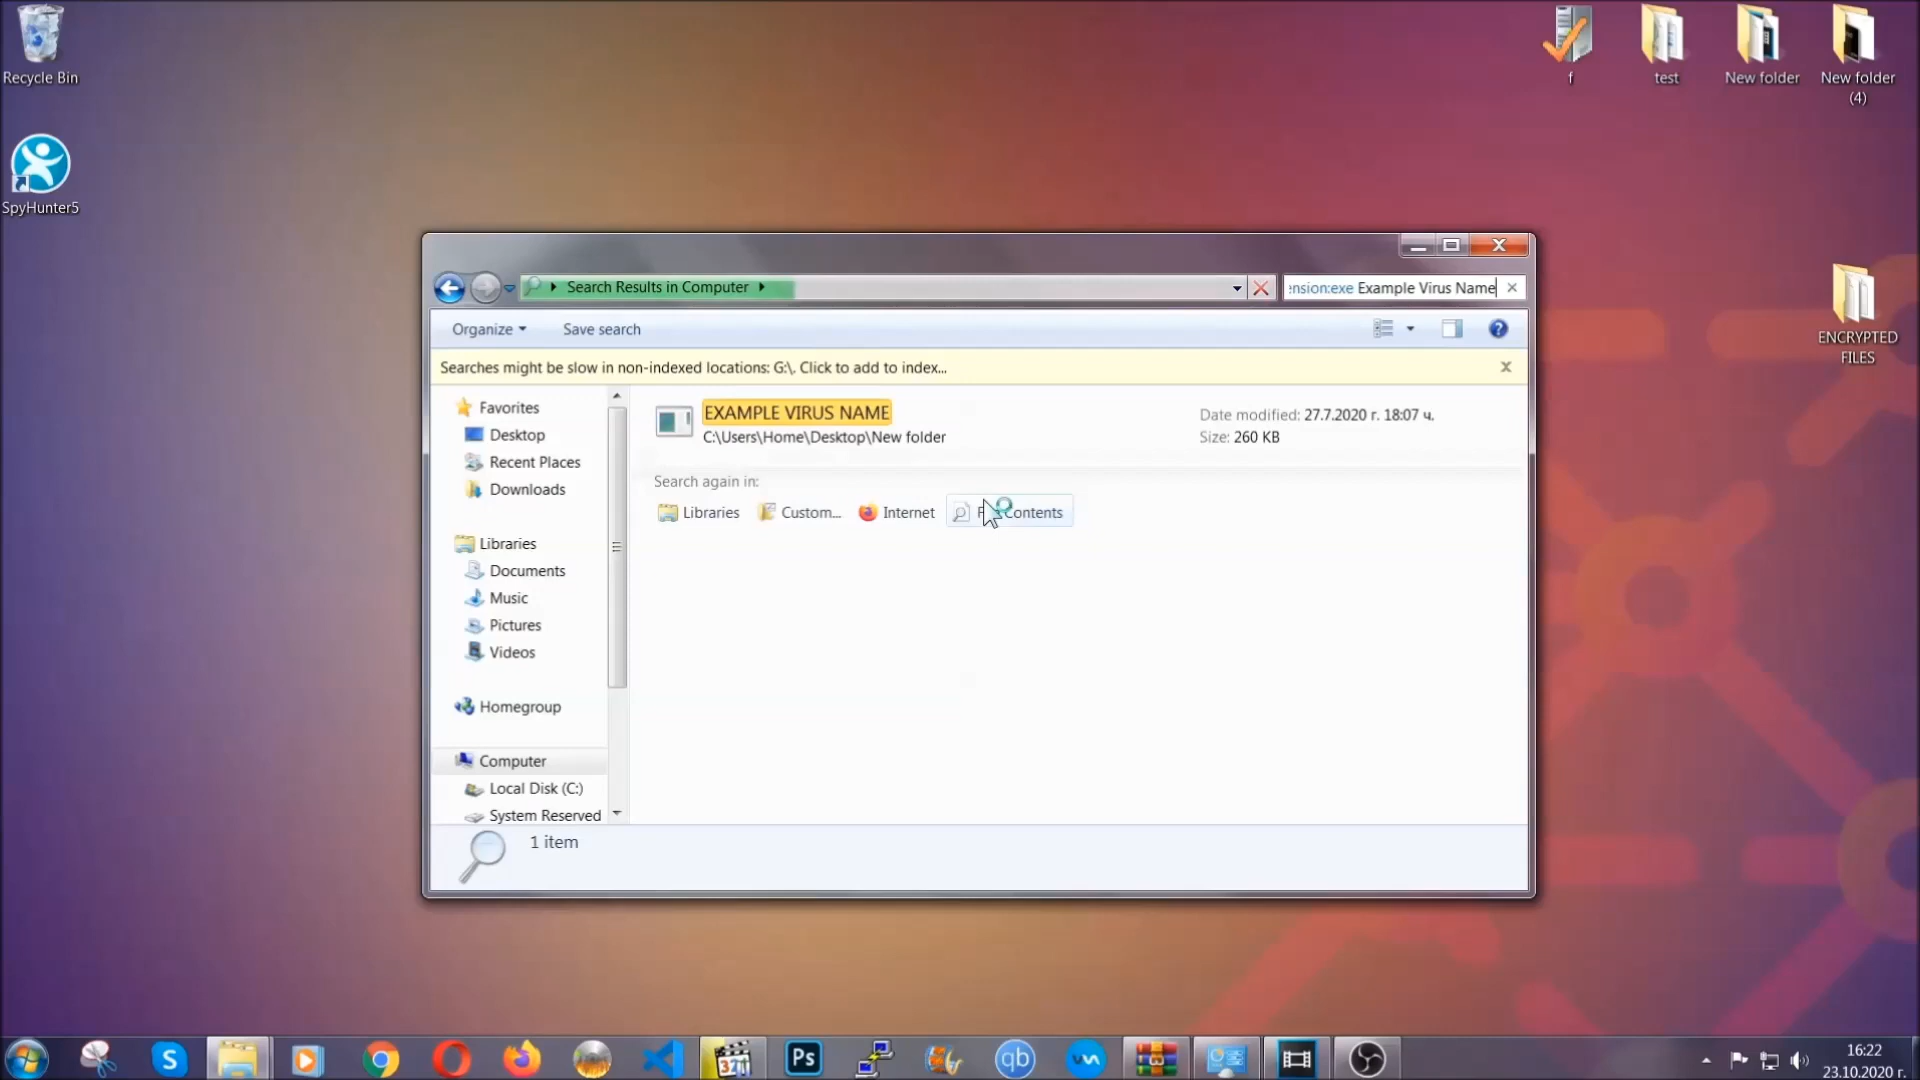 Recycle Bin
SpyHunter5
f
test
New folder
New folder
(4)
ENCRYPTED
FILES
Search Results in Computer
ension:exe Example Virus Name
Organize
Save search
Searches might be slow in non-indexed locations: G:\. Click to add to index...
Favorites
Desktop
Recent Places
Downloads
Libraries
Documents
Music
Pictures
Videos
Homegroup
Computer
Local Disk (C:)
System Reserved
EXAMPLE VIRUS NAME
C:\Users\Home\Desktop\New folder
Date modified: 27.7.2020 г. 18:07 ч.
Size: 260 KB
Search again in:
Libraries
Custom...
Internet
Contents
1 item
S
321
Ps
qb
16:22
23.10.2020 г.